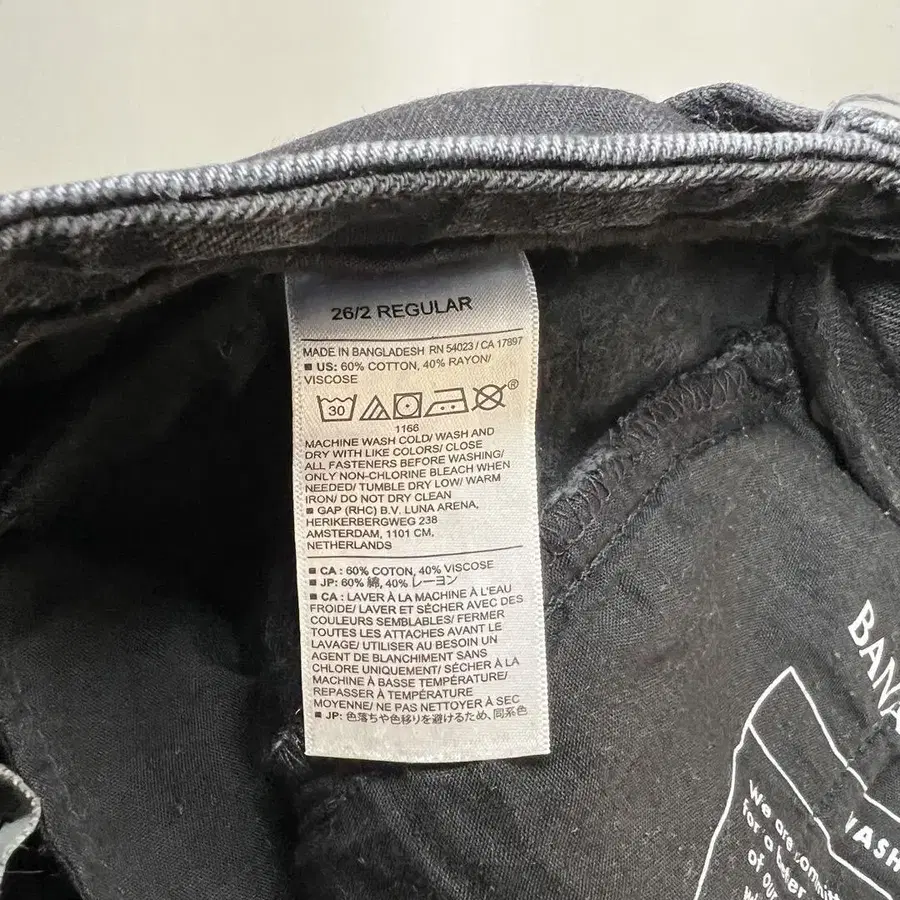 26/2 REGULAR
MADE IN BANGLADESH RN 54023 / CA 17897
■ US: 60% COTTON, 40% RAYON/
VISCOSE
30
®
1166
MACHINE WASH COLD/ WASH AND
DRY WITH LIKE COLORS/ CLOSE
ALL FASTENERS BEFORE WASHING/
ONLY NON-CHLORINE BLEACH WHEN
NEEDED/ TUMBLE DRY LOW/ WARM
IRON/ DO NOT DRY CLEAN
■ GAP (RHC) B.V. LUNA ARENA,
HERIKERBERGWEG 238
AMSTERDAM, 1101 CM,
NETHERLANDS
■ CA : 60% COTON, 40% VISCOSE
■ JP: 60% 綿, 40% レーヨン
■ CA : LAVER À LA MACHINE À L'EAU
FROIDE/ LAVER ET SÉCHER AVEC DES
COULEURS SEMBLABLES/ FERMER
TOUTES LES ATTACHES AVANT LE
LAVAGE/ UTILISER AU BESOIN UN
AGENT DE BLANCHIMENT SANS
CHLORE UNIQUEMENT/ SÉCHER À LA
MACHINE À BASSE TEMPÉRATURE/
REPASSER À TEMPÉRATURE
MOYENNE/ NE PAS NETTOYER À SEC
■ JP: 色落ちや色移りを避けるため、同系色
BANA
WASH
We are commit
for a better
of our